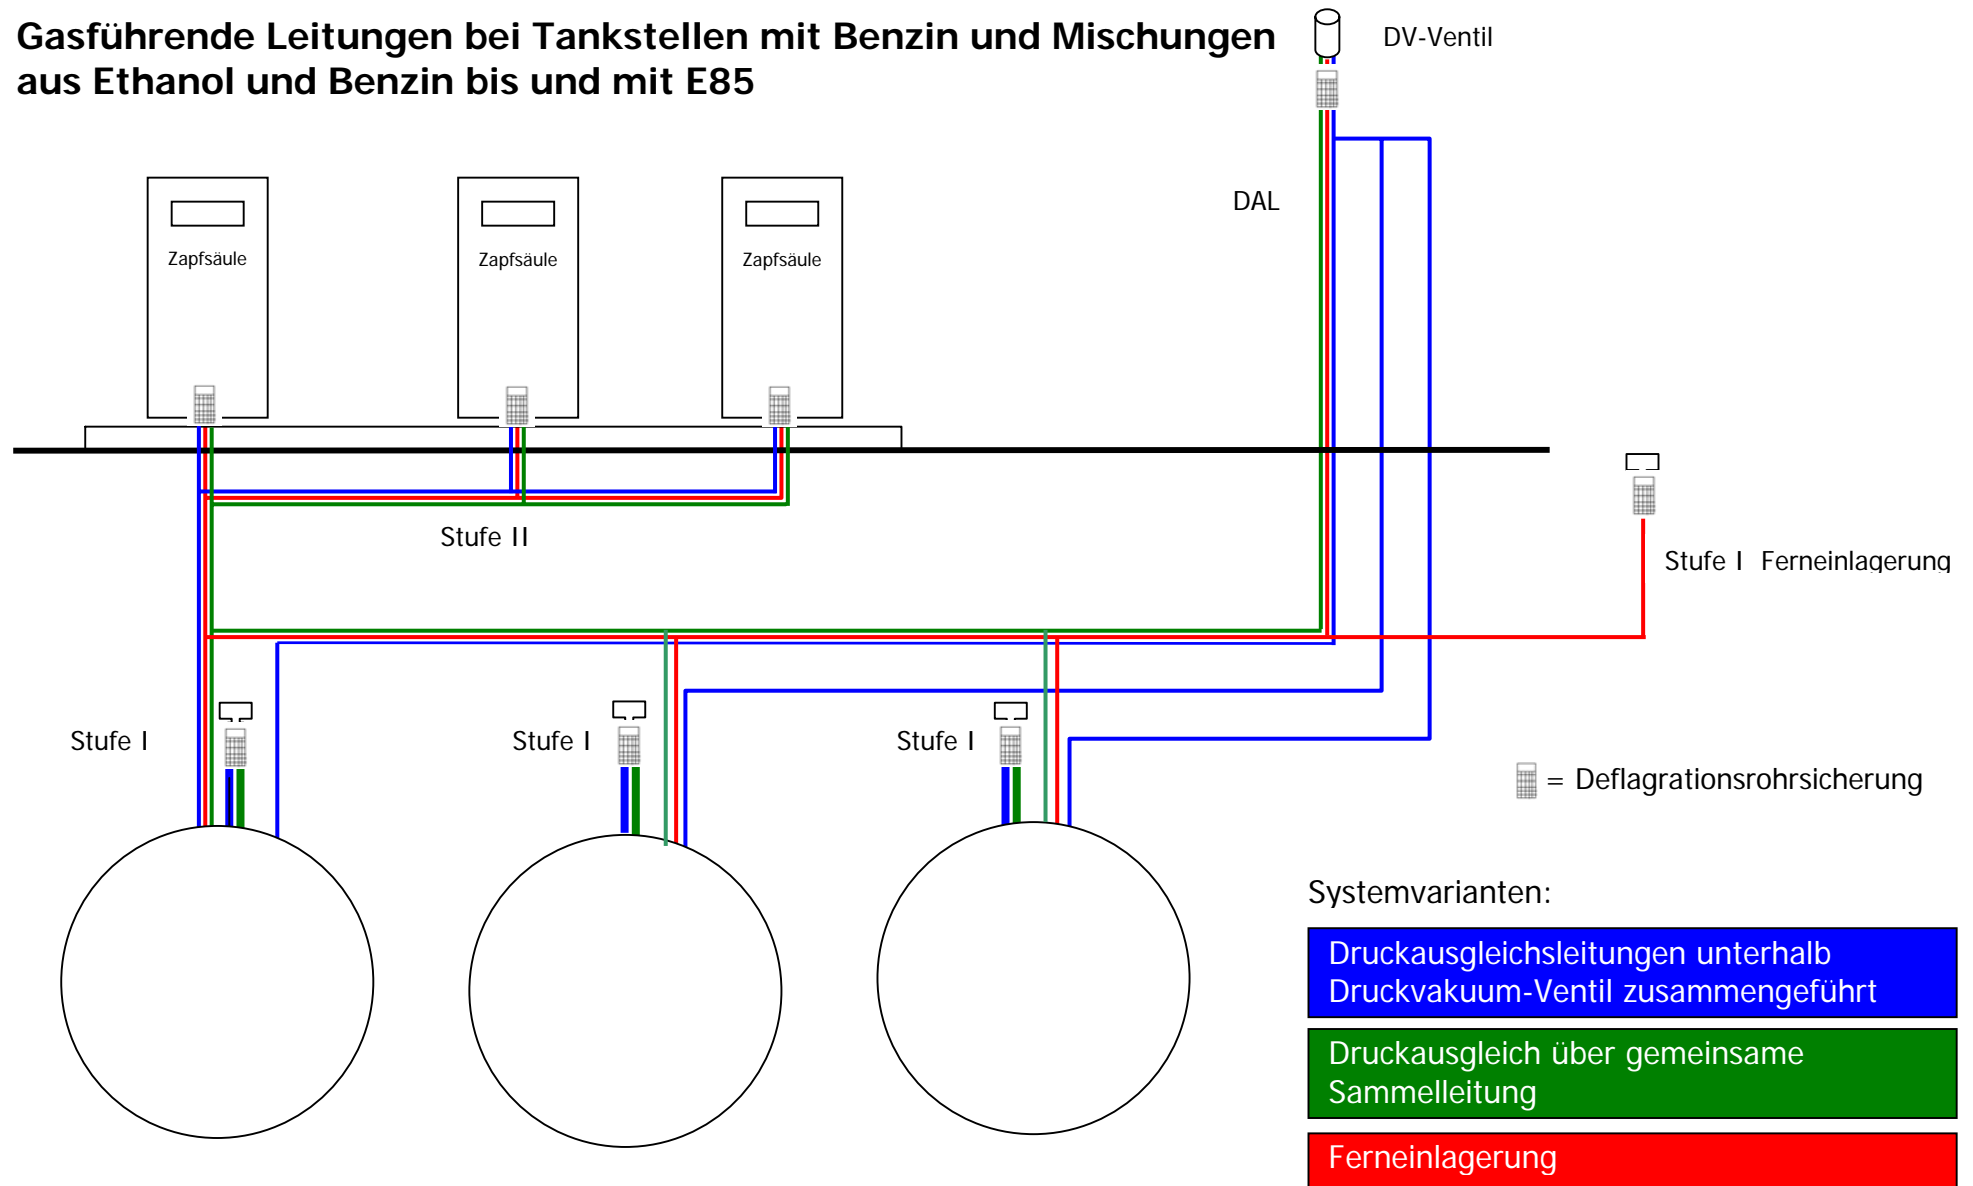 Gasführende Leitungen bei Tankstellen mit Benzin und Mischungen
aus Ethanol und Benzin bis und mit E85
DV-Ventil
DAL
Zapfsäule
Zapfsäule
Zapfsäule
Stufe II
Stufe I Ferneinlagerung
Stufe I
Stufe I
Stufe I
= Deflagrationsrohrsicherung
Systemvarianten:
Druckausgleichsleitungen unterhalb
Druckvakuum-Ventil zusammengeführt
Druckausgleich über gemeinsame
Sammelleitung
Ferneinlagerung